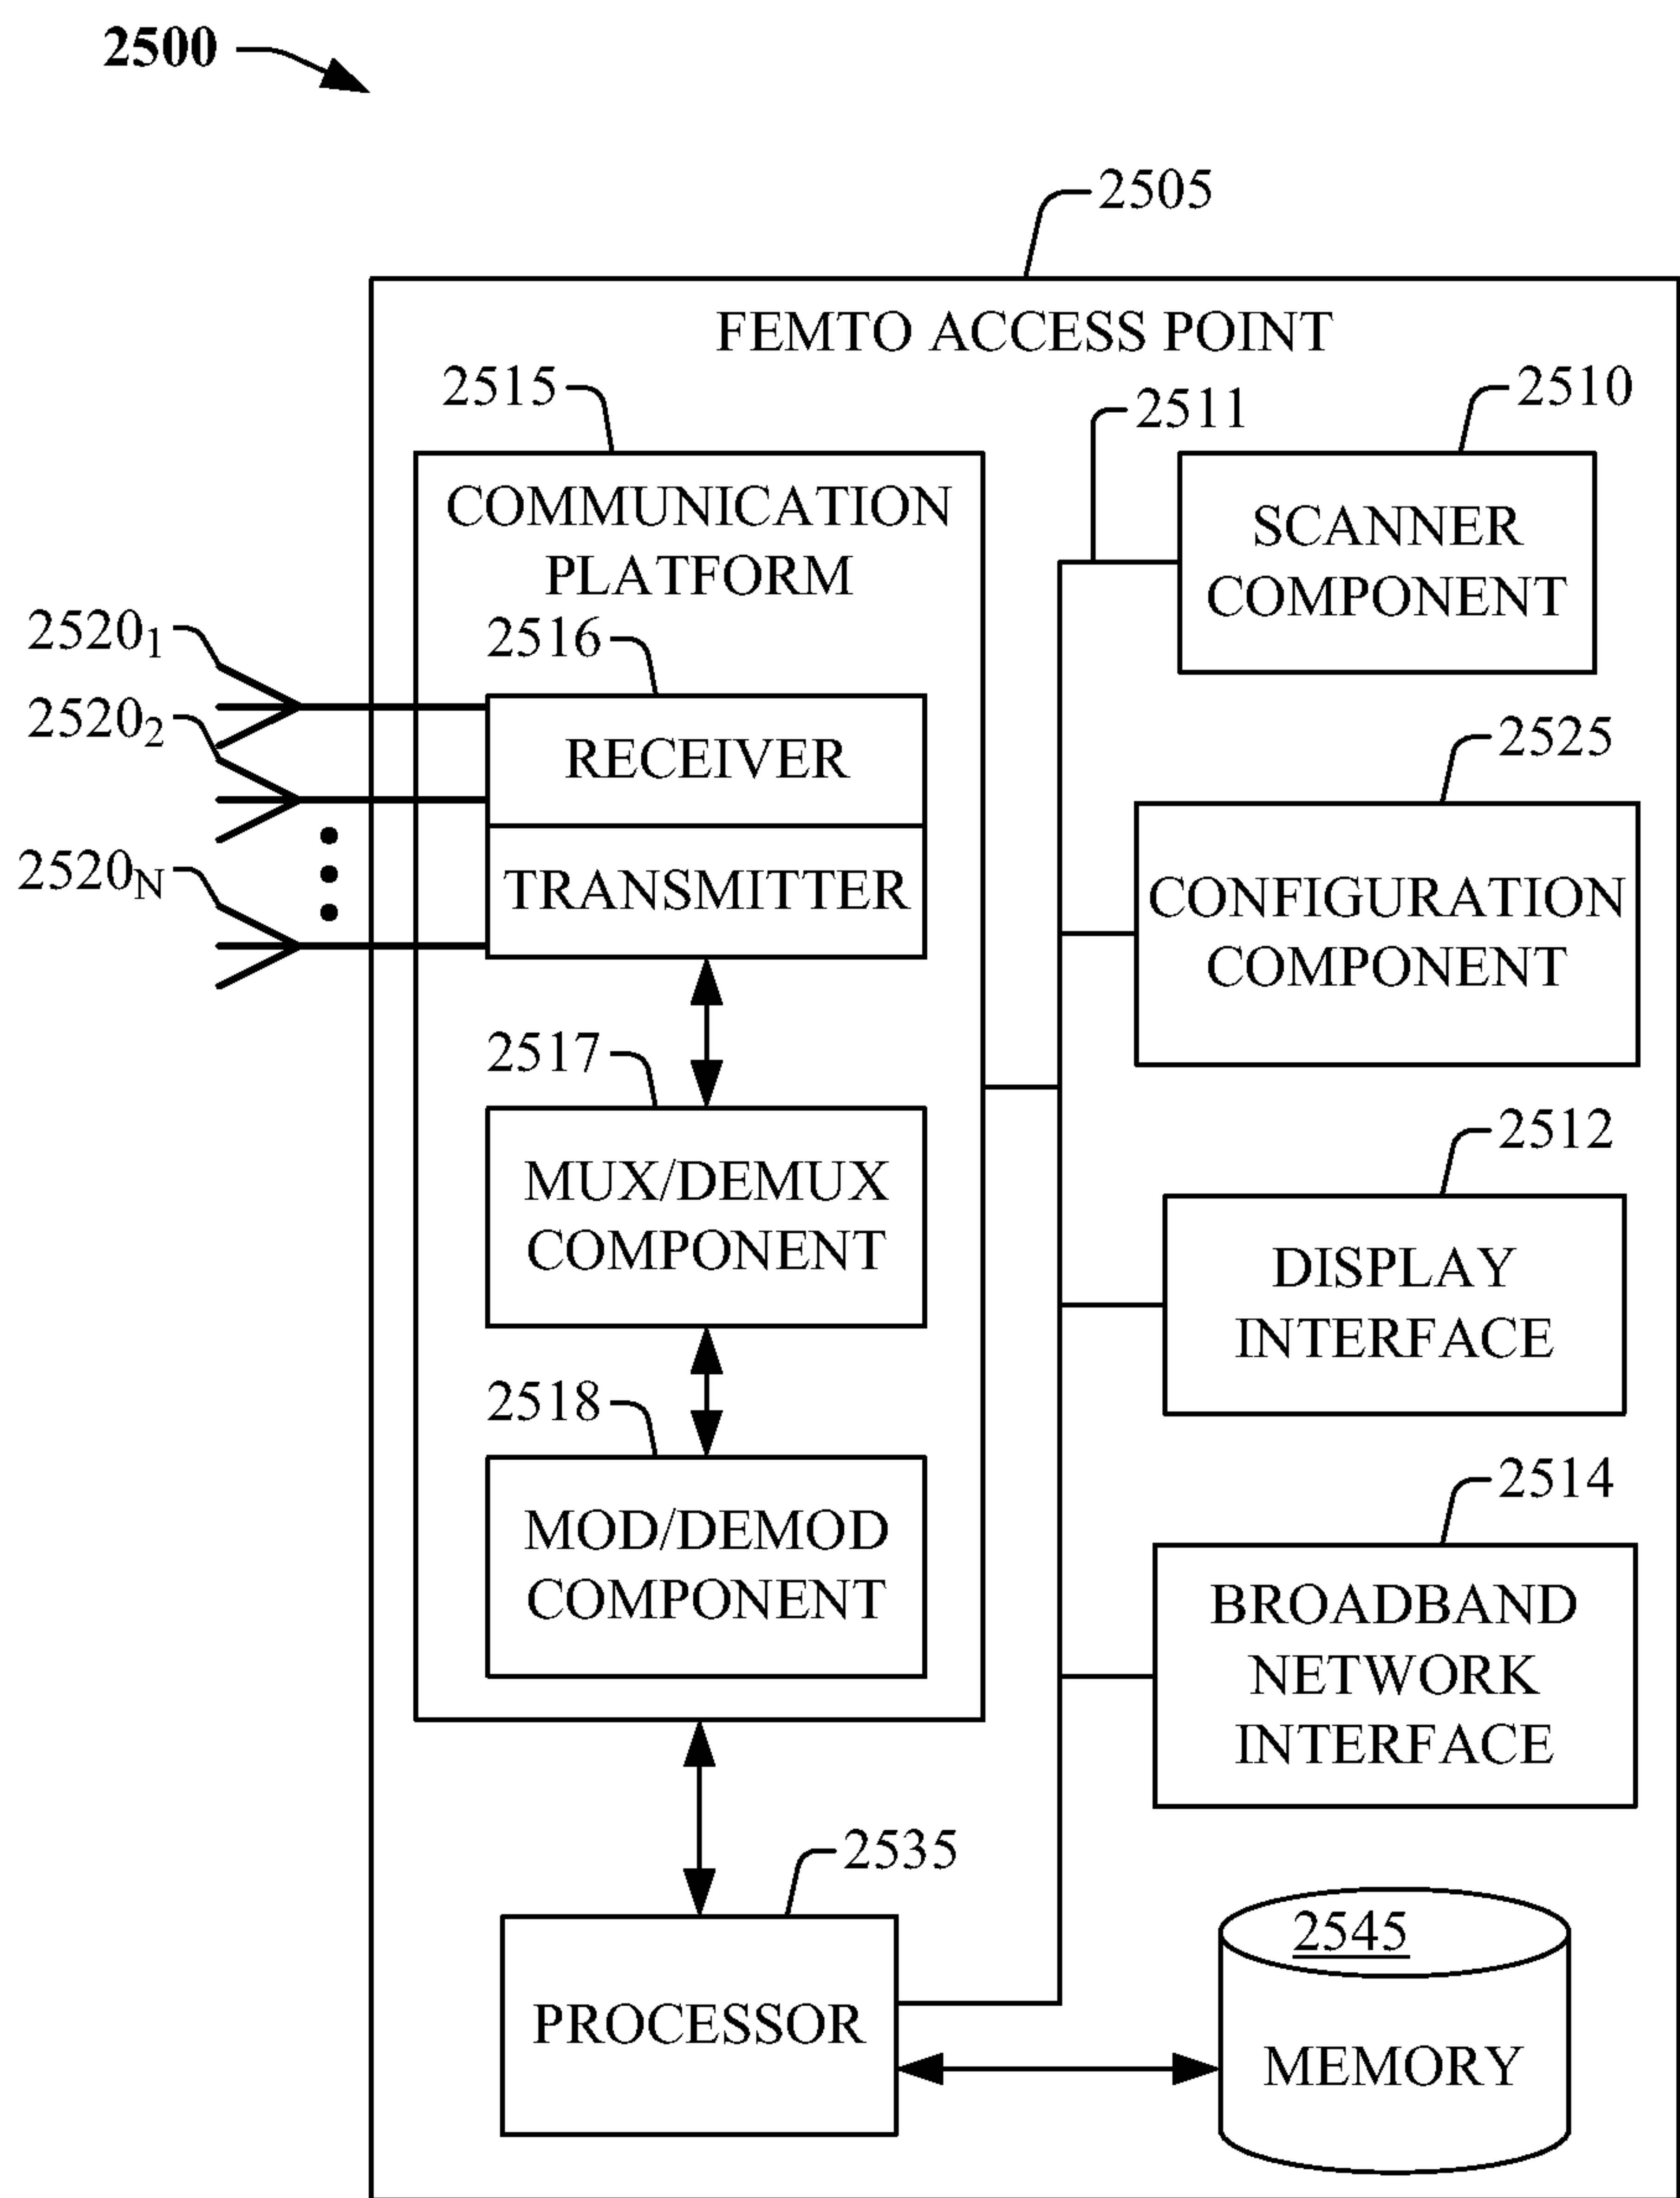 2500
2505
FEMTO ACCESS POINT
2515
2511
2510
COMMUNICATION
PLATFORM
SCANNER
COMPONENT
2520₁
2516
2520₂
RECEIVER
2525
2520N
TRANSMITTER
CONFIGURATION
COMPONENT
2517
2512
MUX/DEMUX
COMPONENT
DISPLAY
INTERFACE
2518
2514
MOD/DEMOD
COMPONENT
BROADBAND
NETWORK
INTERFACE
2535
2545
PROCESSOR
MEMORY